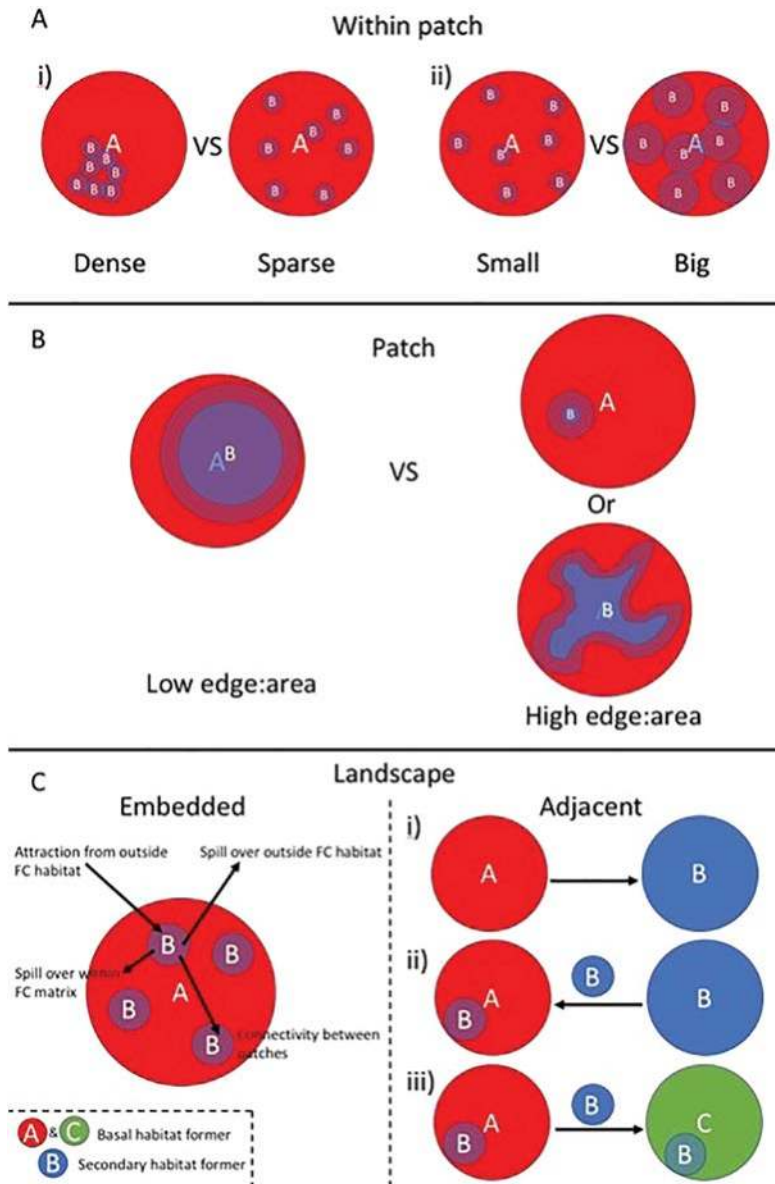 A
Within patch
i)
ii)
A
B
B
B
B
B
B
B
B
VS
A
B
B
B
B
B
B
B
A
B
B
B
B
B
B
B
VS
A
B
B
B
B
B
B
B
Dense
Sparse
Small
Big
B
Patch
A
B
A
B
VS
Or
B
Low edge:area
High edge:area
C
Landscape
Embedded
Adjacent
Attraction from outside
FC habitat
Spill over outside FC habitat
i)
A
B
B
B
Spill over within
FC matrix
A
B
B
Connectivity between
patches
ii)
A
B
B
B
iii)
A
B
B
C
B
A & C Basal habitat former
B Secondary habitat former